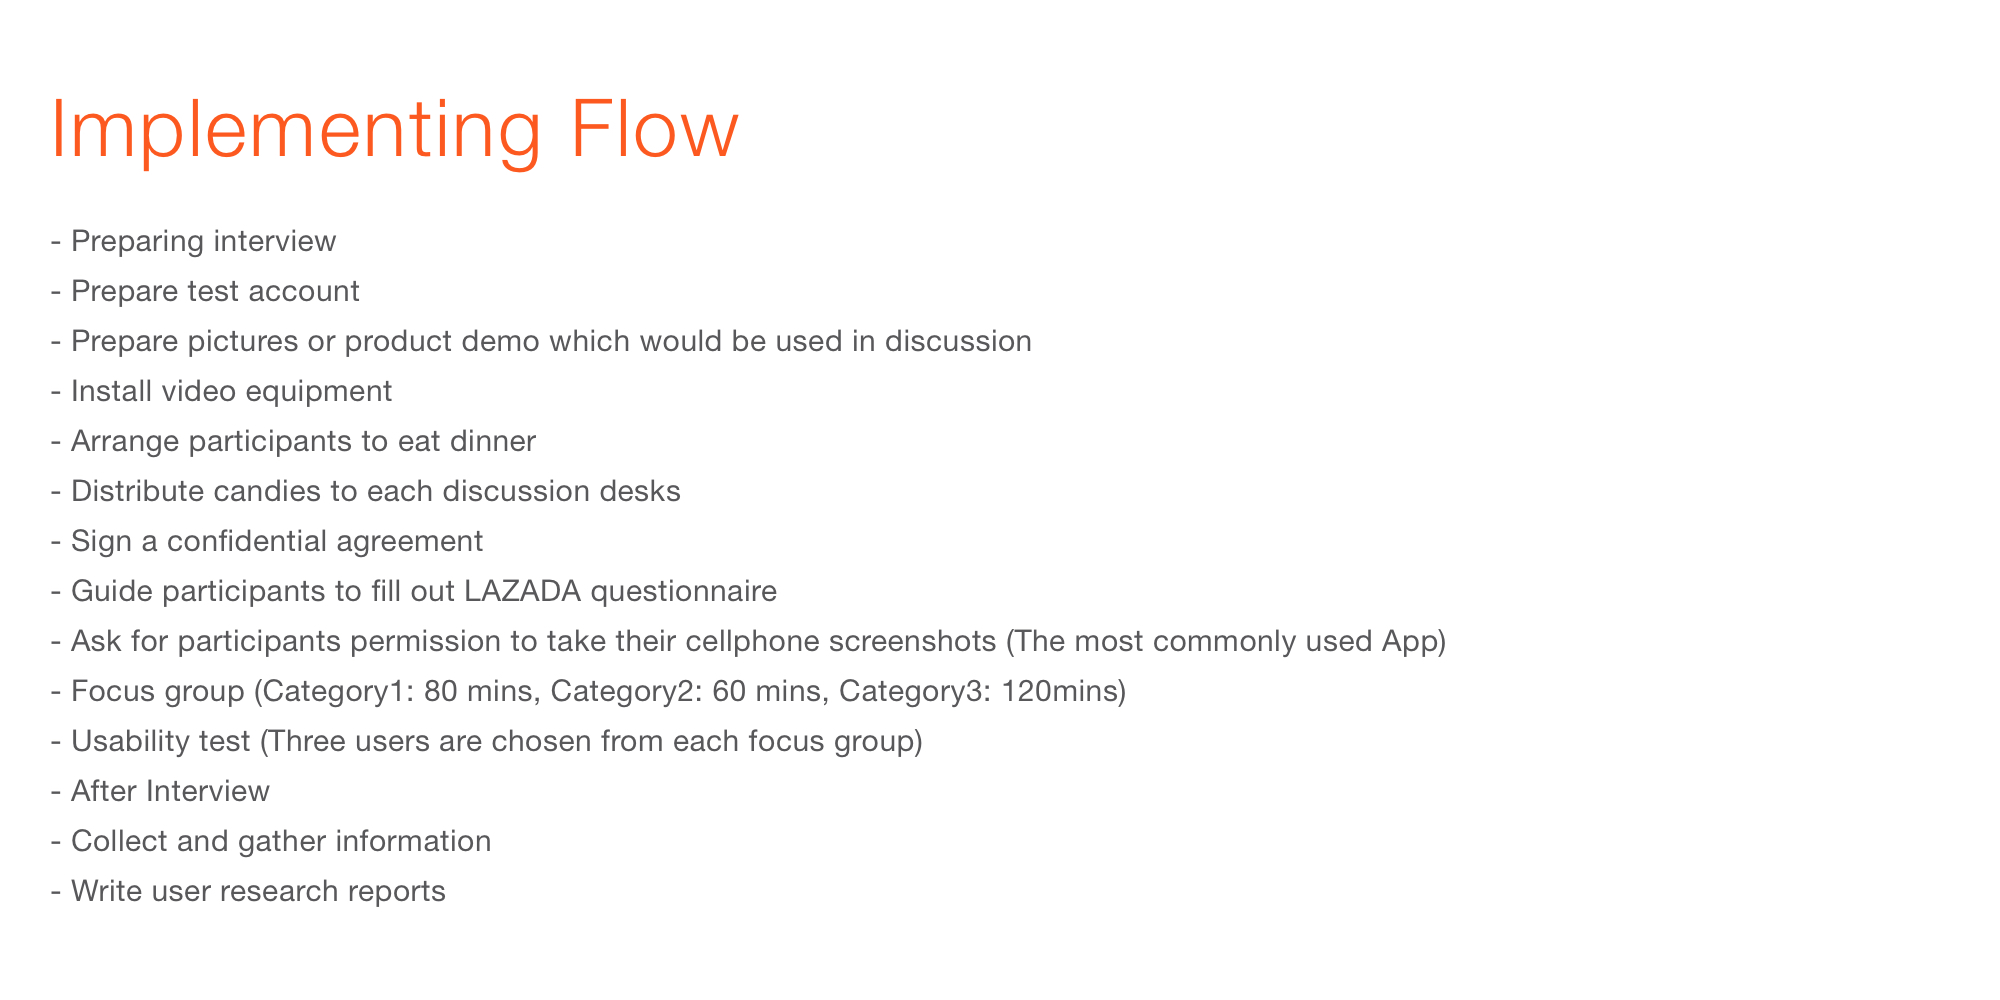 Implementing Flow
- Preparing interview
- Prepare test account
- Prepare pictures or product demo which would be used in discussion
- Install video equipment
- Arrange participants to eat dinner
- Distribute candies to each discussion desks
- Sign a confidential agreement
- Guide participants to fill out LAZADA questionnaire
- Ask for participants permission to take their cellphone screenshots (The most commonly used App)
- Focus group (Category1: 80 mins, Category2: 60 mins, Category3: 120mins)
- Usability test (Three users are chosen from each focus group)
- After Interview
- Collect and gather information
- Write user research reports